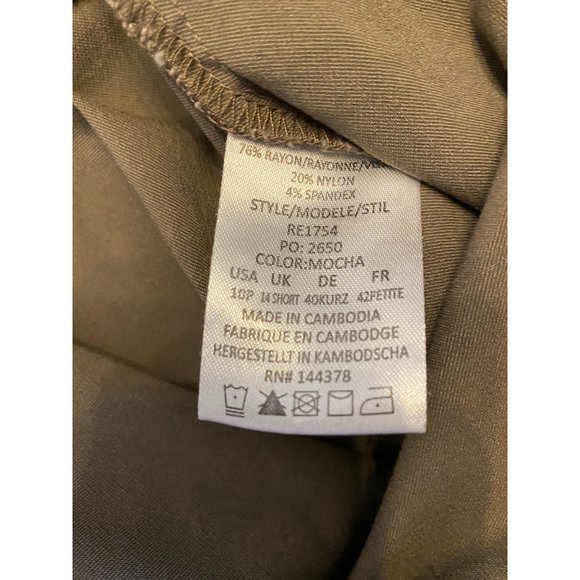 76% RAYON/RAYONNE/
20% NYLON
4% SPANDEX
STYLE/MODELE/STIL
RE1754
PO: 2650
COLOR:MOCHA
USA UK DE FR
10P 14SHORT 40KURZ 42PETITE
MADE IN CAMBODIA
FABRIQUE EN CAMBODGE
HERGESTELLT IN KAMBODSCHA
RN# 144378